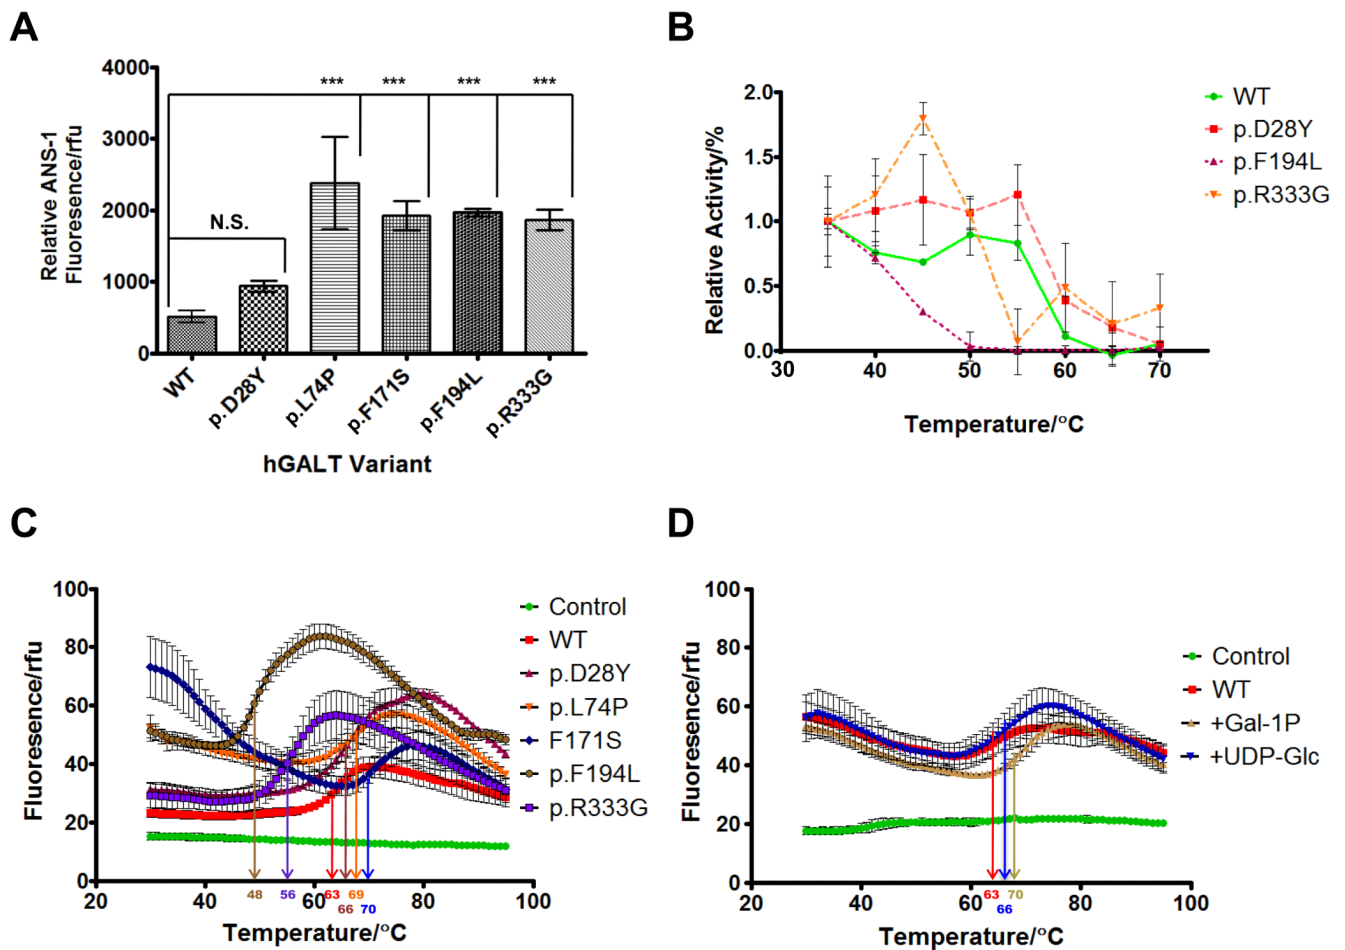 A
4000
3000
2000
1000
0
Relative ANS-1
Fluoresence/rfu
N.S.
***
***
***
***
WT
p.D28Y
p.L74P
p.F171S
p.F194L
p.R333G
hGALT Variant
B
2.0
1.5
1.0
0.5
0.0
Relative Activity/%
30
40
50
60
70
Temperature/°C
WT
p.D28Y
p.F194L
p.R333G
C
100
80
60
40
20
0
Fluoresence/rfu
20
40
60
80
100
48
56
63
66
69
70
Temperature/°C
Control
WT
p.D28Y
p.L74P
F171S
p.F194L
p.R333G
D
100
80
60
40
20
0
Fluoresence/rfu
20
40
60
80
100
63
66
70
Temperature/°C
Control
WT
+Gal-1P
+UDP-Glc